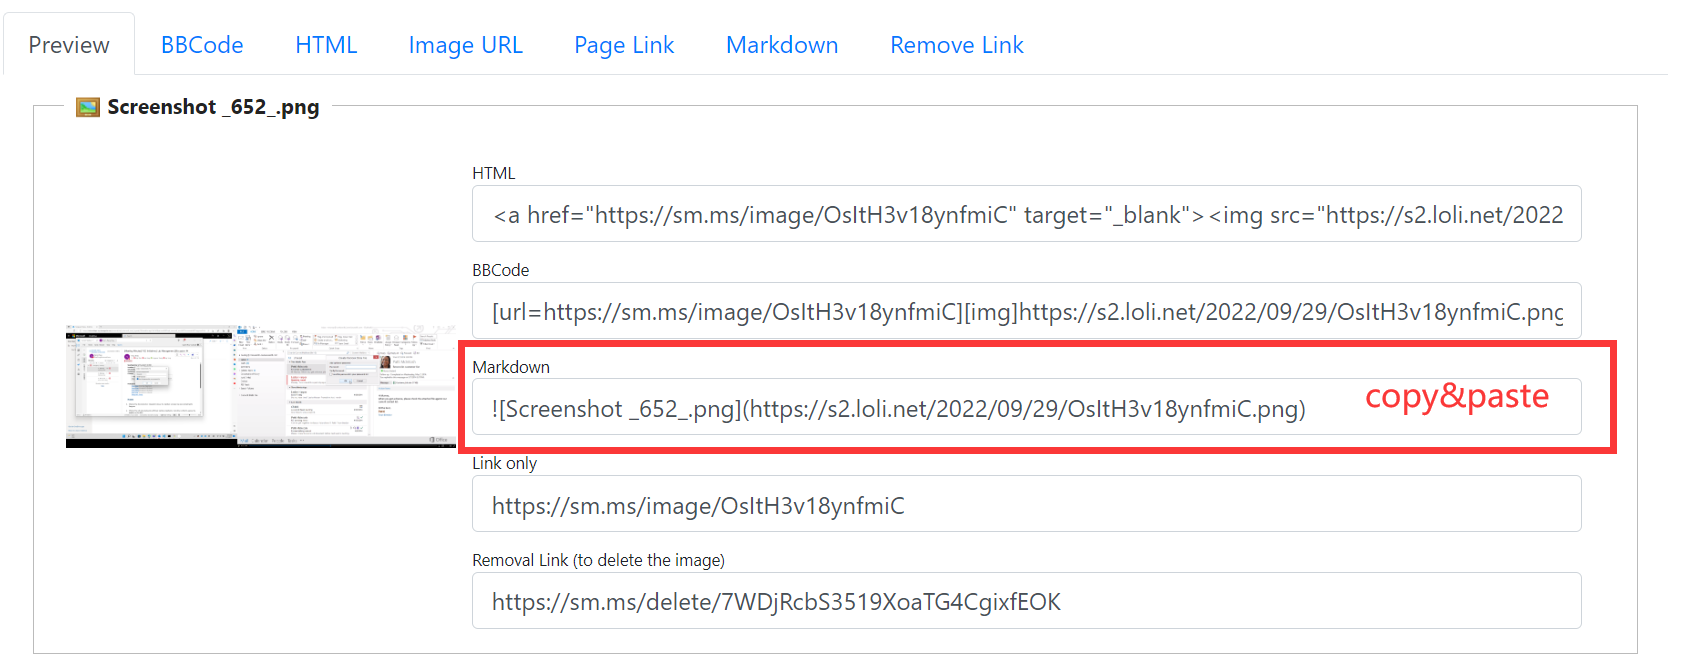 Preview BBCode HTML Image URL Page Link Markdown Remove Link
Screenshot _652_.png
HTML
<a href="https://sm.ms/image/OsItH3v18ynfmiC" target="_blank"><img src="https://s2.loli.net/2022
BBCode
[url=https://sm.ms/image/OsItH3v18ynfmiC][img]https://s2.loli.net/2022/09/29/OsItH3v18ynfmiC.png
Markdown
![Screenshot _652_.png](https://s2.loli.net/2022/09/29/OsItH3v18ynfmiC.png)
copy&paste
Link only
https://sm.ms/image/OsItH3v18ynfmiC
Removal Link (to delete the image)
https://sm.ms/delete/7WDjRcbS3519XoaTG4CgixfEOK